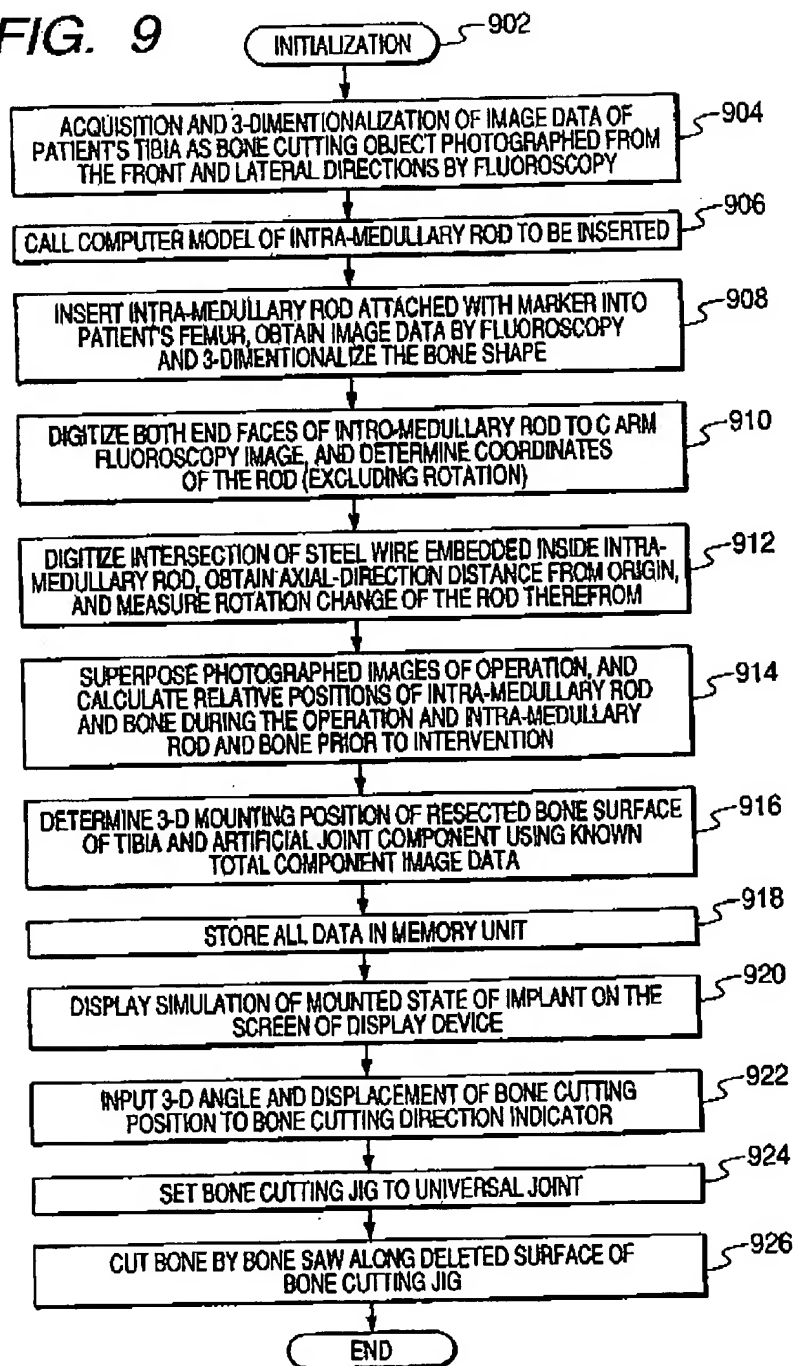 FIG. 9
INITIALIZATION
902
ACQUISITION AND 3-DIMENTIONALIZATION OF IMAGE DATA OF
PATIENT'S TIBIA AS BONE CUTTING OBJECT PHOTOGRAPHED FROM
THE FRONT AND LATERAL DIRECTIONS BY FLUOROSCOPY
904
CALL COMPUTER MODEL OF INTRA-MEDULLARY ROD TO BE INSERTED
906
INSERT INTRA-MEDULLARY ROD ATTACHED WITH MARKER INTO
PATIENT'S FEMUR, OBTAIN IMAGE DATA BY FLUOROSCOPY
AND 3-DIMENTIONALIZE THE BONE SHAPE
908
DIGITIZE BOTH END FACES OF INTRO-MEDULLARY ROD TO C ARM
FLUOROSCOPY IMAGE, AND DETERMINE COORDINATES
OF THE ROD (EXCLUDING ROTATION)
910
DIGITIZE INTERSECTION OF STEEL WIRE EMBEDDED INSIDE INTRA-
MEDULLARY ROD, OBTAIN AXIAL-DIRECTION DISTANCE FROM ORIGIN,
AND MEASURE ROTATION CHANGE OF THE ROD THEREFROM
912
SUPERPOSE PHOTOGRAPHED IMAGES OF OPERATION, AND
CALCULATE RELATIVE POSITIONS OF INTRA-MEDULLARY ROD
AND BONE DURING THE OPERATION AND INTRA-MEDULLARY
ROD AND BONE PRIOR TO INTERVENTION
914
DETERMINE 3-D MOUNTING POSITION OF RESECTED BONE SURFACE
OF TIBIA AND ARTIFICIAL JOINT COMPONENT USING KNOWN
TOTAL COMPONENT IMAGE DATA
916
STORE ALL DATA IN MEMORY UNIT
918
DISPLAY SIMULATION OF MOUNTED STATE OF IMPLANT ON THE
SCREEN OF DISPLAY DEVICE
920
INPUT 3-D ANGLE AND DISPLACEMENT OF BONE CUTTING
POSITION TO BONE CUTTING DIRECTION INDICATOR
922
SET BONE CUTTING JIG TO UNIVERSAL JOINT
924
CUT BONE BY BONE SAW ALONG DELETED SURFACE OF
BONE CUTTING JIG
926
END